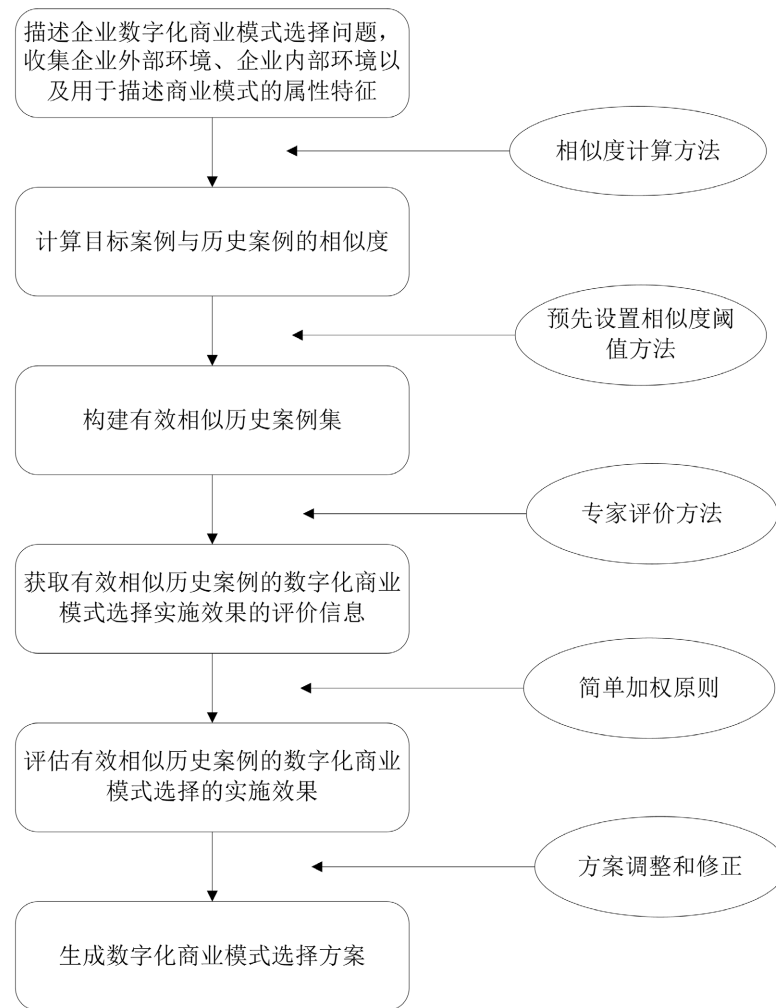 描述企业数字化商业模式选择问题，
收集企业外部环境、企业内部环境以
及用于描述商业模式的属性特征
相似度计算方法
计算目标案例与历史案例的相似度
预先设置相似度阈
值方法
构建有效相似历史案例集
专家评价方法
获取有效相似历史案例的数字化商业
模式选择实施效果的评价信息
简单加权原则
评估有效相似历史案例的数字化商业
模式选择的实施效果
方案调整和修正
生成数字化商业模式选择方案